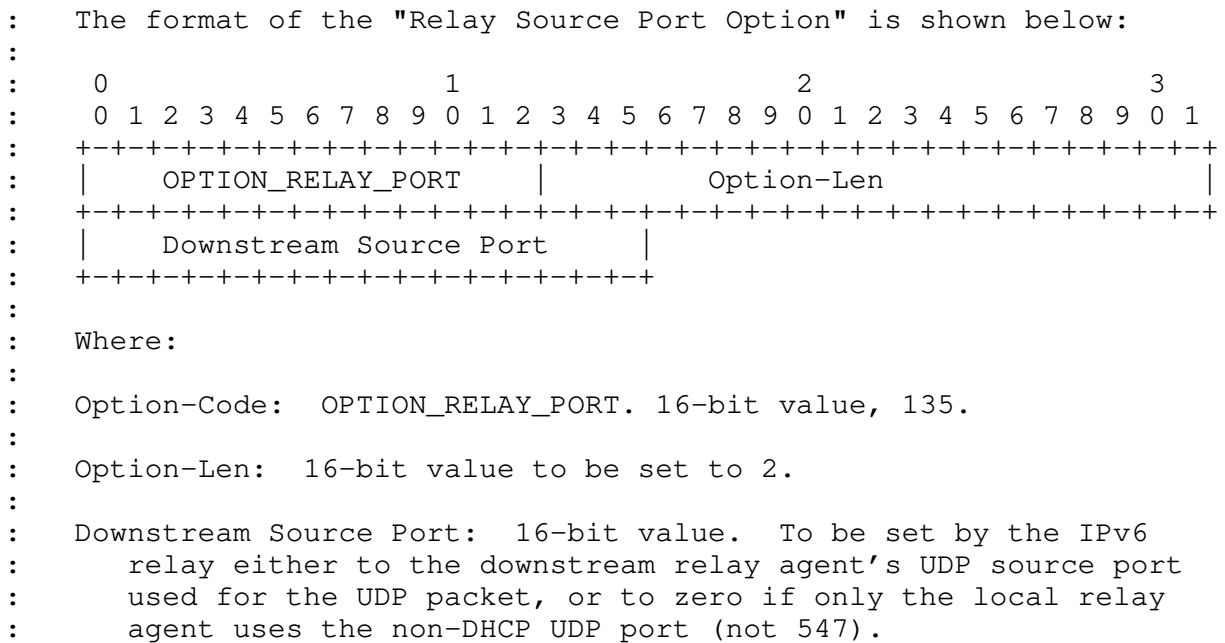 :   The format of the "Relay Source Port Option" is shown below:
:
:    0                   1                   2                   3
:    0 1 2 3 4 5 6 7 8 9 0 1 2 3 4 5 6 7 8 9 0 1 2 3 4 5 6 7 8 9 0 1
:   +-+-+-+-+-+-+-+-+-+-+-+-+-+-+-+-+-+-+-+-+-+-+-+-+-+-+-+-+-+-+-+-+
:   |    OPTION_RELAY_PORT    |         Option-Len                  |
:   +-+-+-+-+-+-+-+-+-+-+-+-+-+-+-+-+-+-+-+-+-+-+-+-+-+-+-+-+-+-+-+-+
:   |    Downstream Source Port     |
:   +-+-+-+-+-+-+-+-+-+-+-+-+-+-+-+-+
:
:   Where:
:
:   Option-Code:  OPTION_RELAY_PORT. 16-bit value, 135.
:
:   Option-Len:  16-bit value to be set to 2.
:
:   Downstream Source Port:  16-bit value.  To be set by the IPv6
:      relay either to the downstream relay agent's UDP source port
:      used for the UDP packet, or to zero if only the local relay
:      agent uses the non-DHCP UDP port (not 547).